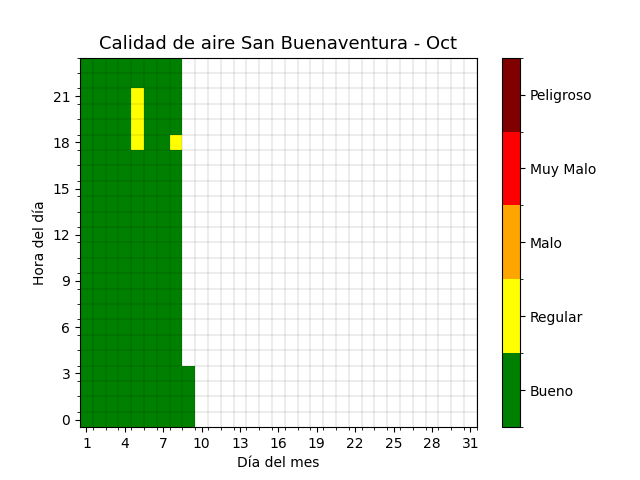 Calidad de aire San Buenaventura - Oct
Hora del día
21
18
15
12
9
6
3
0
1 4 7 10 13 16 19 22 25 28 31
Día del mes
Peligroso
Muy Malo
Malo
Regular
Bueno